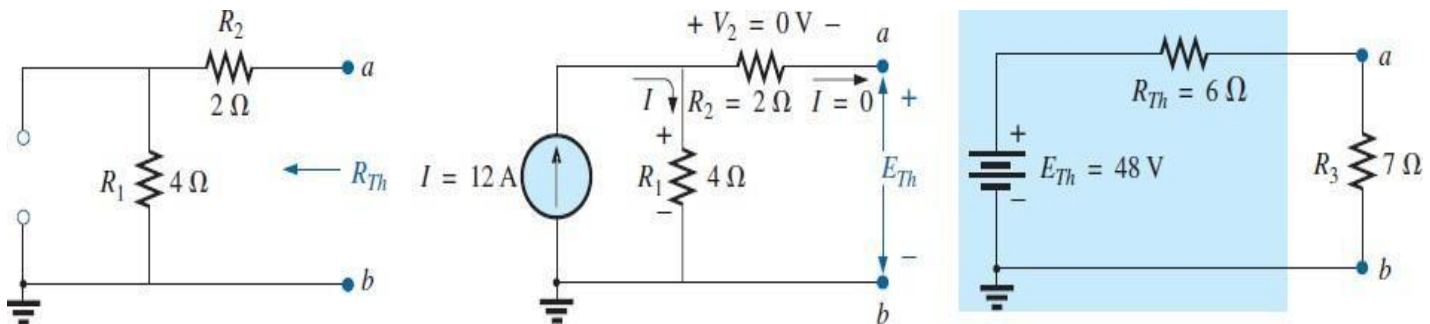 R2
2 Ω
a
R1
4 Ω
RTh
b
+ V2 = 0 V −
a
I
R2 = 2 Ω
I = 0
+
+
I = 12 A
R1
4 Ω
ETh
−
−
b
a
RTh = 6 Ω
+
ETh = 48 V
R3
7 Ω
−
b